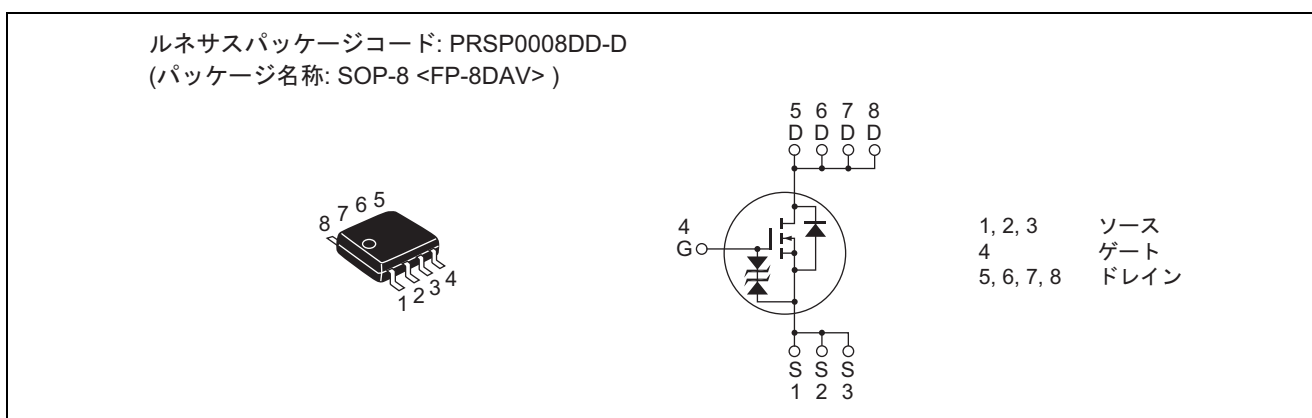 ルネサスパッケージコード: PRSP0008DD-D
(パッケージ名称: SOP-8 <FP-8DAV> )
8 7 6 5
1 2 3 4
5 6 7 8
D D D D
4
G
S S S
1 2 3
1, 2, 3 ソース
4 ゲート
5, 6, 7, 8 ドレイン